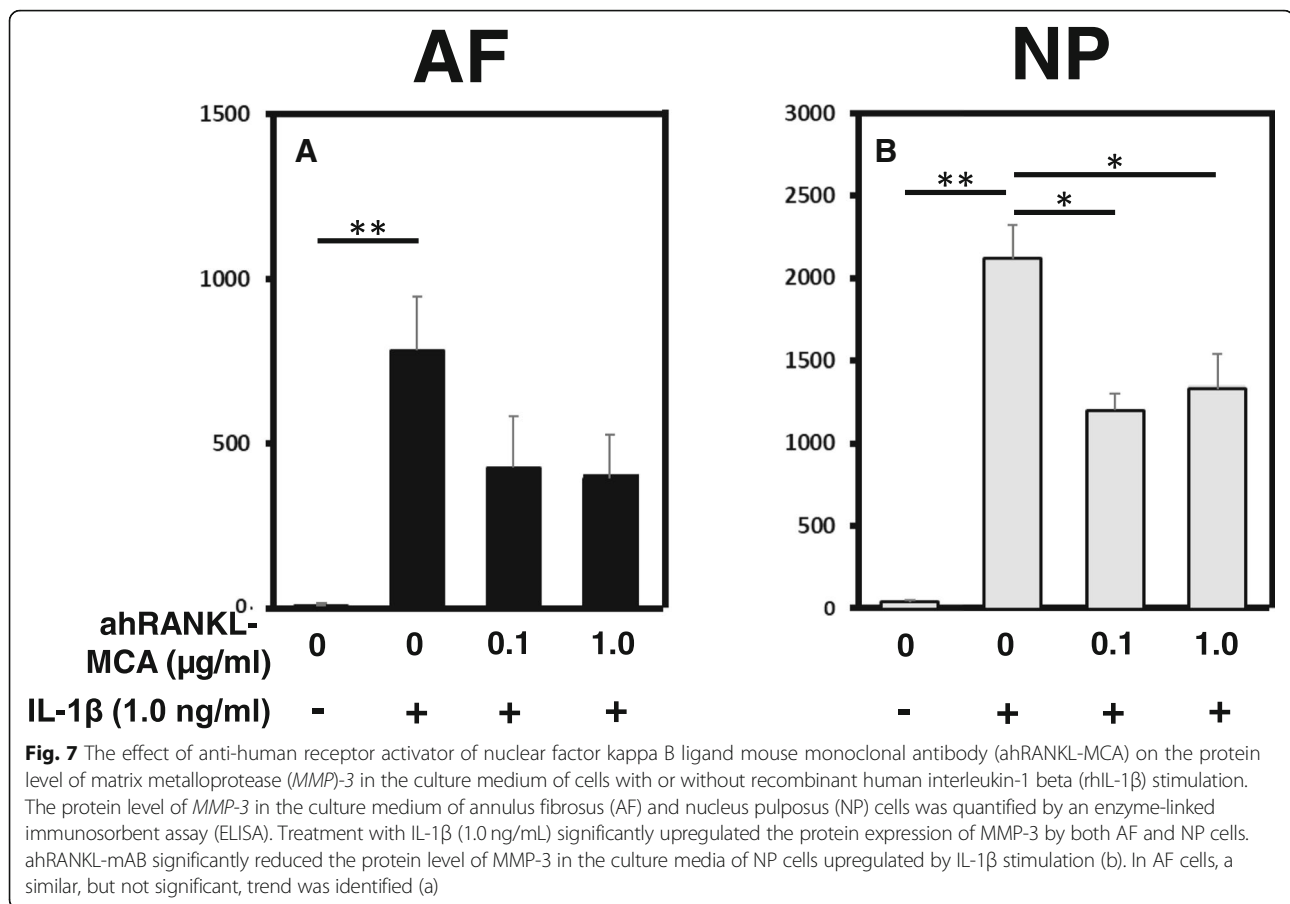 AF
NP
1500
1000
500
0.
A
**
3000
2500
2000
1500
1000
500
0
B
**
*
*
ahRANKL-
MCA (μg/ml)
0
0
0.1
1.0
0
0
0.1
1.0
IL-1β (1.0 ng/ml)
-
+
+
+
-
+
+
+
Fig. 7 The effect of anti-human receptor activator of nuclear factor kappa B ligand mouse monoclonal antibody (ahRANKL-MCA) on the protein
level of matrix metalloprotease (MMP)-3 in the culture medium of cells with or without recombinant human interleukin-1 beta (rhIL-1β) stimulation.
The protein level of MMP-3 in the culture medium of annulus fibrosus (AF) and nucleus pulposus (NP) cells was quantified by an enzyme-linked
immunosorbent assay (ELISA). Treatment with IL-1β (1.0 ng/mL) significantly upregulated the protein expression of MMP-3 by both AF and NP cells.
ahRANKL-mAB significantly reduced the protein level of MMP-3 in the culture media of NP cells upregulated by IL-1β stimulation (b). In AF cells, a
similar, but not significant, trend was identified (a)